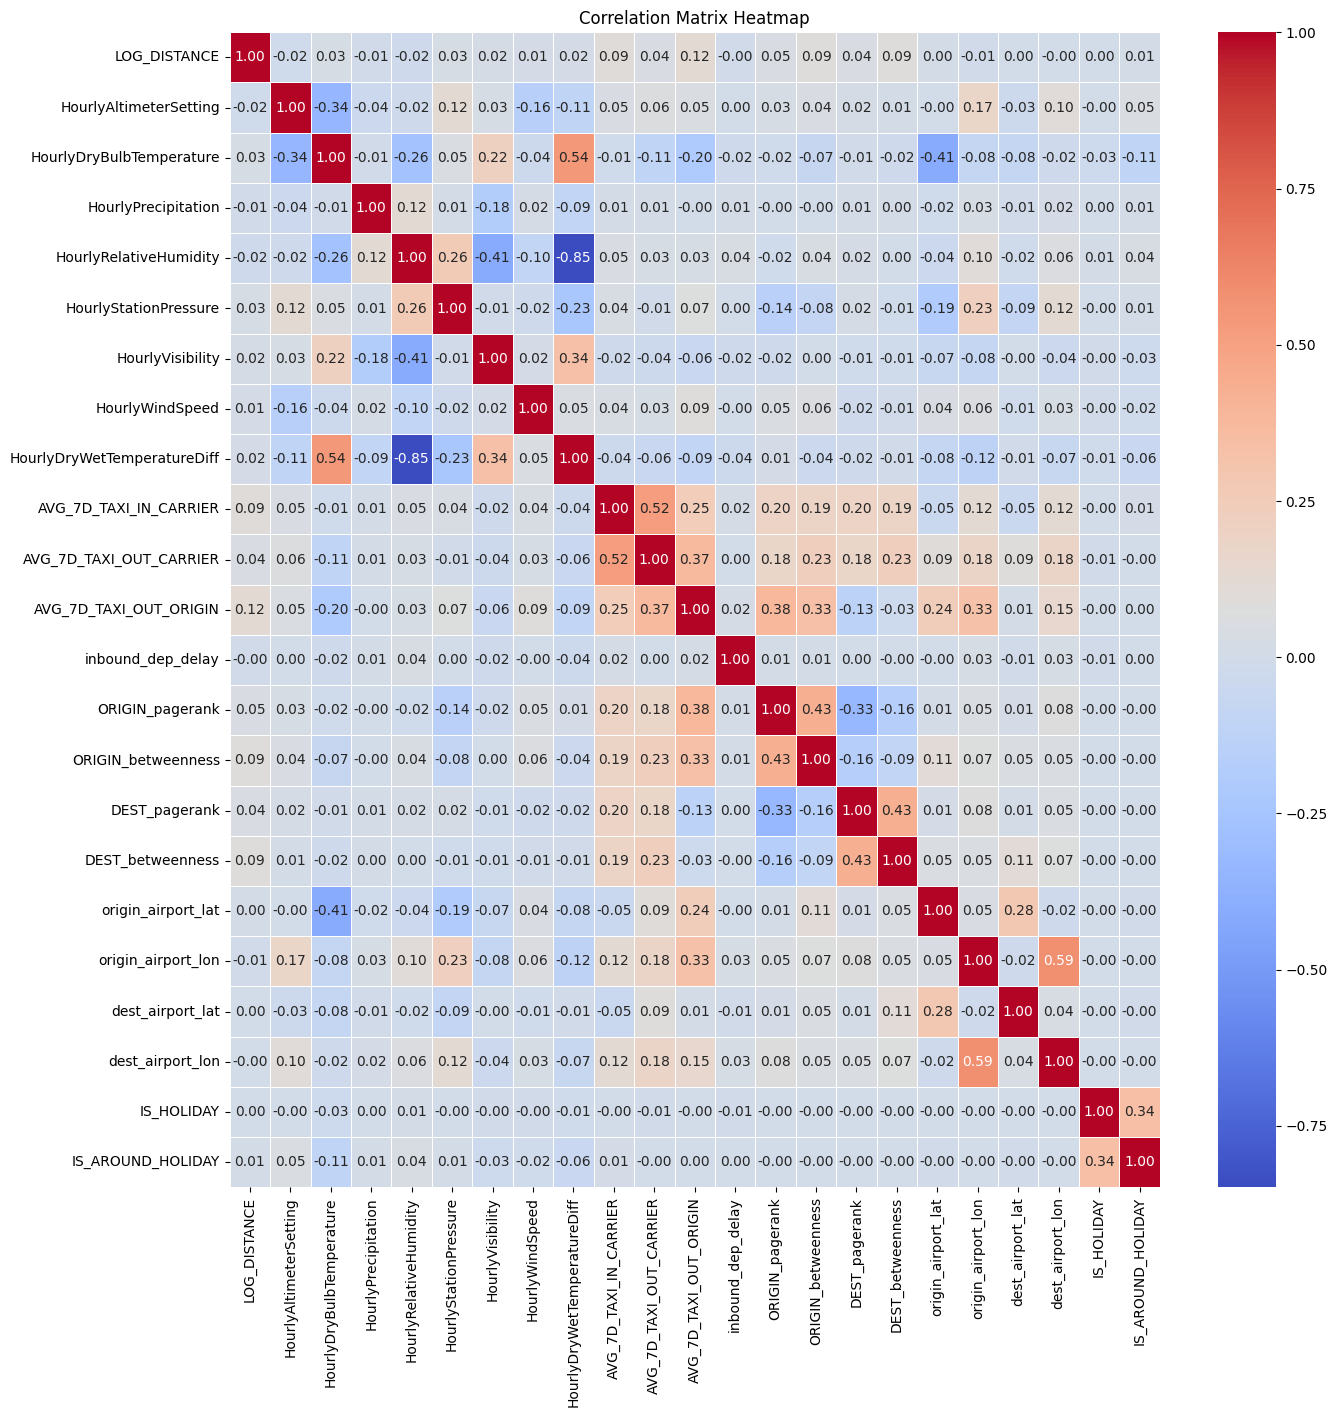 Correlation Matrix Heatmap
LOG_DISTANCE 1.00 -0.02 0.03 -0.01 -0.02 0.03 0.02 0.01 0.02 0.09 0.04 0.12 -0.00 0.05 0.09 0.04 0.09 0.00 -0.01 0.00 -0.00 0.00 0.01
HourlyAltimeterSetting -0.02 1.00 -0.34 -0.04 -0.02 0.12 0.03 -0.16 -0.11 0.05 0.06 0.05 0.00 0.03 0.04 0.02 0.01 -0.00 0.17 -0.03 0.10 -0.00 0.05
HourlyDryBulbTemperature 0.03 -0.34 1.00 -0.01 -0.26 0.05 0.22 -0.04 0.54 -0.01 -0.11 -0.20 -0.02 -0.02 -0.07 -0.01 -0.02 -0.41 -0.08 -0.08 -0.02 -0.03 -0.11
HourlyPrecipitation -0.01 -0.04 -0.01 1.00 0.12 0.01 -0.18 0.02 -0.09 0.01 0.01 -0.00 0.01 -0.00 -0.00 0.01 0.00 -0.02 0.03 -0.01 0.02 0.00 0.01
HourlyRelativeHumidity -0.02 -0.02 -0.26 0.12 1.00 0.26 -0.41 -0.10 -0.85 0.05 0.03 0.03 0.04 -0.02 0.04 0.02 0.00 -0.04 0.10 -0.02 0.06 0.01 0.04
HourlyStationPressure 0.03 0.12 0.05 0.01 0.26 1.00 -0.01 -0.02 -0.23 0.04 -0.01 0.07 0.00 -0.14 -0.08 0.02 -0.01 -0.19 0.23 -0.09 0.12 -0.00 0.01
HourlyVisibility 0.02 0.03 0.22 -0.18 -0.41 -0.01 1.00 0.02 0.34 -0.02 -0.04 -0.06 -0.02 -0.02 0.00 -0.01 -0.01 -0.07 -0.08 -0.00 -0.04 -0.00 -0.03
HourlyWindSpeed 0.01 -0.16 -0.04 0.02 -0.10 -0.02 0.02 1.00 0.05 0.04 0.03 0.09 -0.00 0.05 0.06 -0.02 -0.01 0.04 0.06 -0.01 0.03 -0.00 -0.02
HourlyDryWetTemperatureDiff 0.02 -0.11 0.54 -0.09 -0.85 -0.23 0.34 0.05 1.00 -0.04 -0.06 -0.09 -0.04 0.01 -0.04 -0.02 -0.01 -0.08 -0.12 -0.01 -0.07 -0.01 -0.06
AVG_7D_TAXI_IN_CARRIER 0.09 0.05 -0.01 0.01 0.05 0.04 -0.02 0.04 -0.04 1.00 0.52 0.25 0.02 0.20 0.19 0.20 0.19 -0.05 0.12 -0.05 0.12 -0.00 0.01
AVG_7D_TAXI_OUT_CARRIER 0.04 0.06 -0.11 0.01 0.03 -0.01 -0.04 0.03 -0.06 0.52 1.00 0.37 0.00 0.18 0.23 0.18 0.23 0.09 0.18 0.09 0.18 -0.01 -0.00
AVG_7D_TAXI_OUT_ORIGIN 0.12 0.05 -0.20 -0.00 0.03 0.07 -0.06 0.09 -0.09 0.25 0.37 1.00 0.02 0.38 0.33 -0.13 -0.03 0.24 0.33 0.01 0.15 -0.00 0.00
inbound_dep_delay -0.00 0.00 -0.02 0.01 0.04 0.00 -0.02 -0.00 -0.04 0.02 0.00 0.02 1.00 0.01 0.01 0.00 -0.00 -0.00 0.03 -0.01 0.03 -0.01 0.00
ORIGIN_pagerank 0.05 0.03 -0.02 -0.00 -0.02 -0.14 -0.02 0.05 0.01 0.20 0.18 0.38 0.01 1.00 0.43 -0.33 -0.16 0.01 0.05 0.01 0.08 -0.00 -0.00
ORIGIN_betweenness 0.09 0.04 -0.07 -0.00 0.04 -0.08 0.00 0.06 -0.04 0.19 0.23 0.33 0.01 0.43 1.00 -0.16 -0.09 0.11 0.07 0.05 0.05 -0.00 -0.00
DEST_pagerank 0.04 0.02 -0.01 0.01 0.02 0.02 -0.01 -0.02 -0.02 0.20 0.18 -0.13 0.00 -0.33 -0.16 1.00 0.43 0.01 0.08 0.01 0.05 -0.00 -0.00
DEST_betweenness 0.09 0.01 -0.02 0.00 0.00 -0.01 -0.01 -0.01 -0.01 0.19 0.23 -0.03 -0.00 -0.16 -0.09 0.43 1.00 0.05 0.05 0.11 0.07 -0.00 -0.00
origin_airport_lat 0.00 -0.00 -0.41 -0.02 -0.04 -0.19 -0.07 0.04 -0.08 -0.05 0.09 0.24 -0.00 0.01 0.11 0.01 0.05 1.00 0.05 0.28 -0.02 -0.00 -0.00
origin_airport_lon -0.01 0.17 -0.08 0.03 0.10 0.23 -0.08 0.06 -0.12 0.12 0.18 0.33 0.03 0.05 0.07 0.08 0.05 0.05 1.00 -0.02 0.59 -0.00 -0.00
dest_airport_lat 0.00 -0.03 -0.08 -0.01 -0.02 -0.09 -0.00 -0.01 -0.01 -0.05 0.09 0.01 -0.01 0.01 0.05 0.01 0.11 0.28 -0.02 1.00 0.04 -0.00 -0.00
dest_airport_lon -0.00 0.10 -0.02 0.02 0.06 0.12 -0.04 0.03 -0.07 0.12 0.18 0.15 0.03 0.08 0.05 0.05 0.07 -0.02 0.59 0.04 1.00 -0.00 -0.00
IS_HOLIDAY 0.00 -0.00 -0.03 0.00 0.01 -0.00 -0.00 -0.00 -0.01 -0.00 -0.01 -0.00 -0.01 -0.00 -0.00 -0.00 -0.00 -0.00 -0.00 -0.00 -0.00 1.00 0.34
IS_AROUND_HOLIDAY 0.01 0.05 -0.11 0.01 0.04 0.01 -0.03 -0.02 -0.06 0.01 -0.00 0.00 0.00 -0.00 -0.00 -0.00 -0.00 -0.00 -0.00 -0.00 -0.00 0.34 1.00
LOG_DISTANCE
HourlyAltimeterSetting
HourlyDryBulbTemperature
HourlyPrecipitation
HourlyRelativeHumidity
HourlyStationPressure
HourlyVisibility
HourlyWindSpeed
HourlyDryWetTemperatureDiff
AVG_7D_TAXI_IN_CARRIER
AVG_7D_TAXI_OUT_CARRIER
AVG_7D_TAXI_OUT_ORIGIN
inbound_dep_delay
ORIGIN_pagerank
ORIGIN_betweenness
DEST_pagerank
DEST_betweenness
origin_airport_lat
origin_airport_lon
dest_airport_lat
dest_airport_lon
IS_HOLIDAY
IS_AROUND_HOLIDAY
1.00
0.75
0.50
0.25
0.00
−0.25
−0.50
−0.75